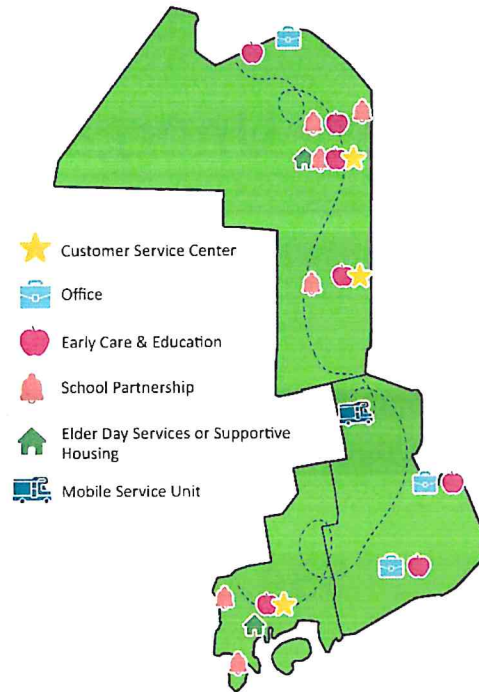 Customer Service Center
Office
Early Care & Education
School Partnership
Elder Day Services or Supportive
Housing
Mobile Service Unit